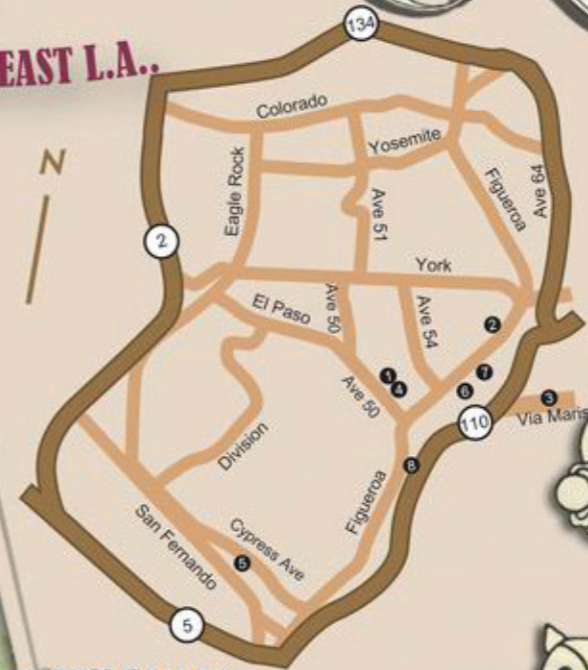 EAST L.A..
134
Colorado
Yosemite
N
Eagle Rock
Ave 51
Figueroa
Ave 64
2
York
El Paso
Ave 50
Ave 54
2
1
4
Ave 50
7
6
3
110
Via Maris
Division
8
Figueroa
San Fernando
Cypress Ave
5
5